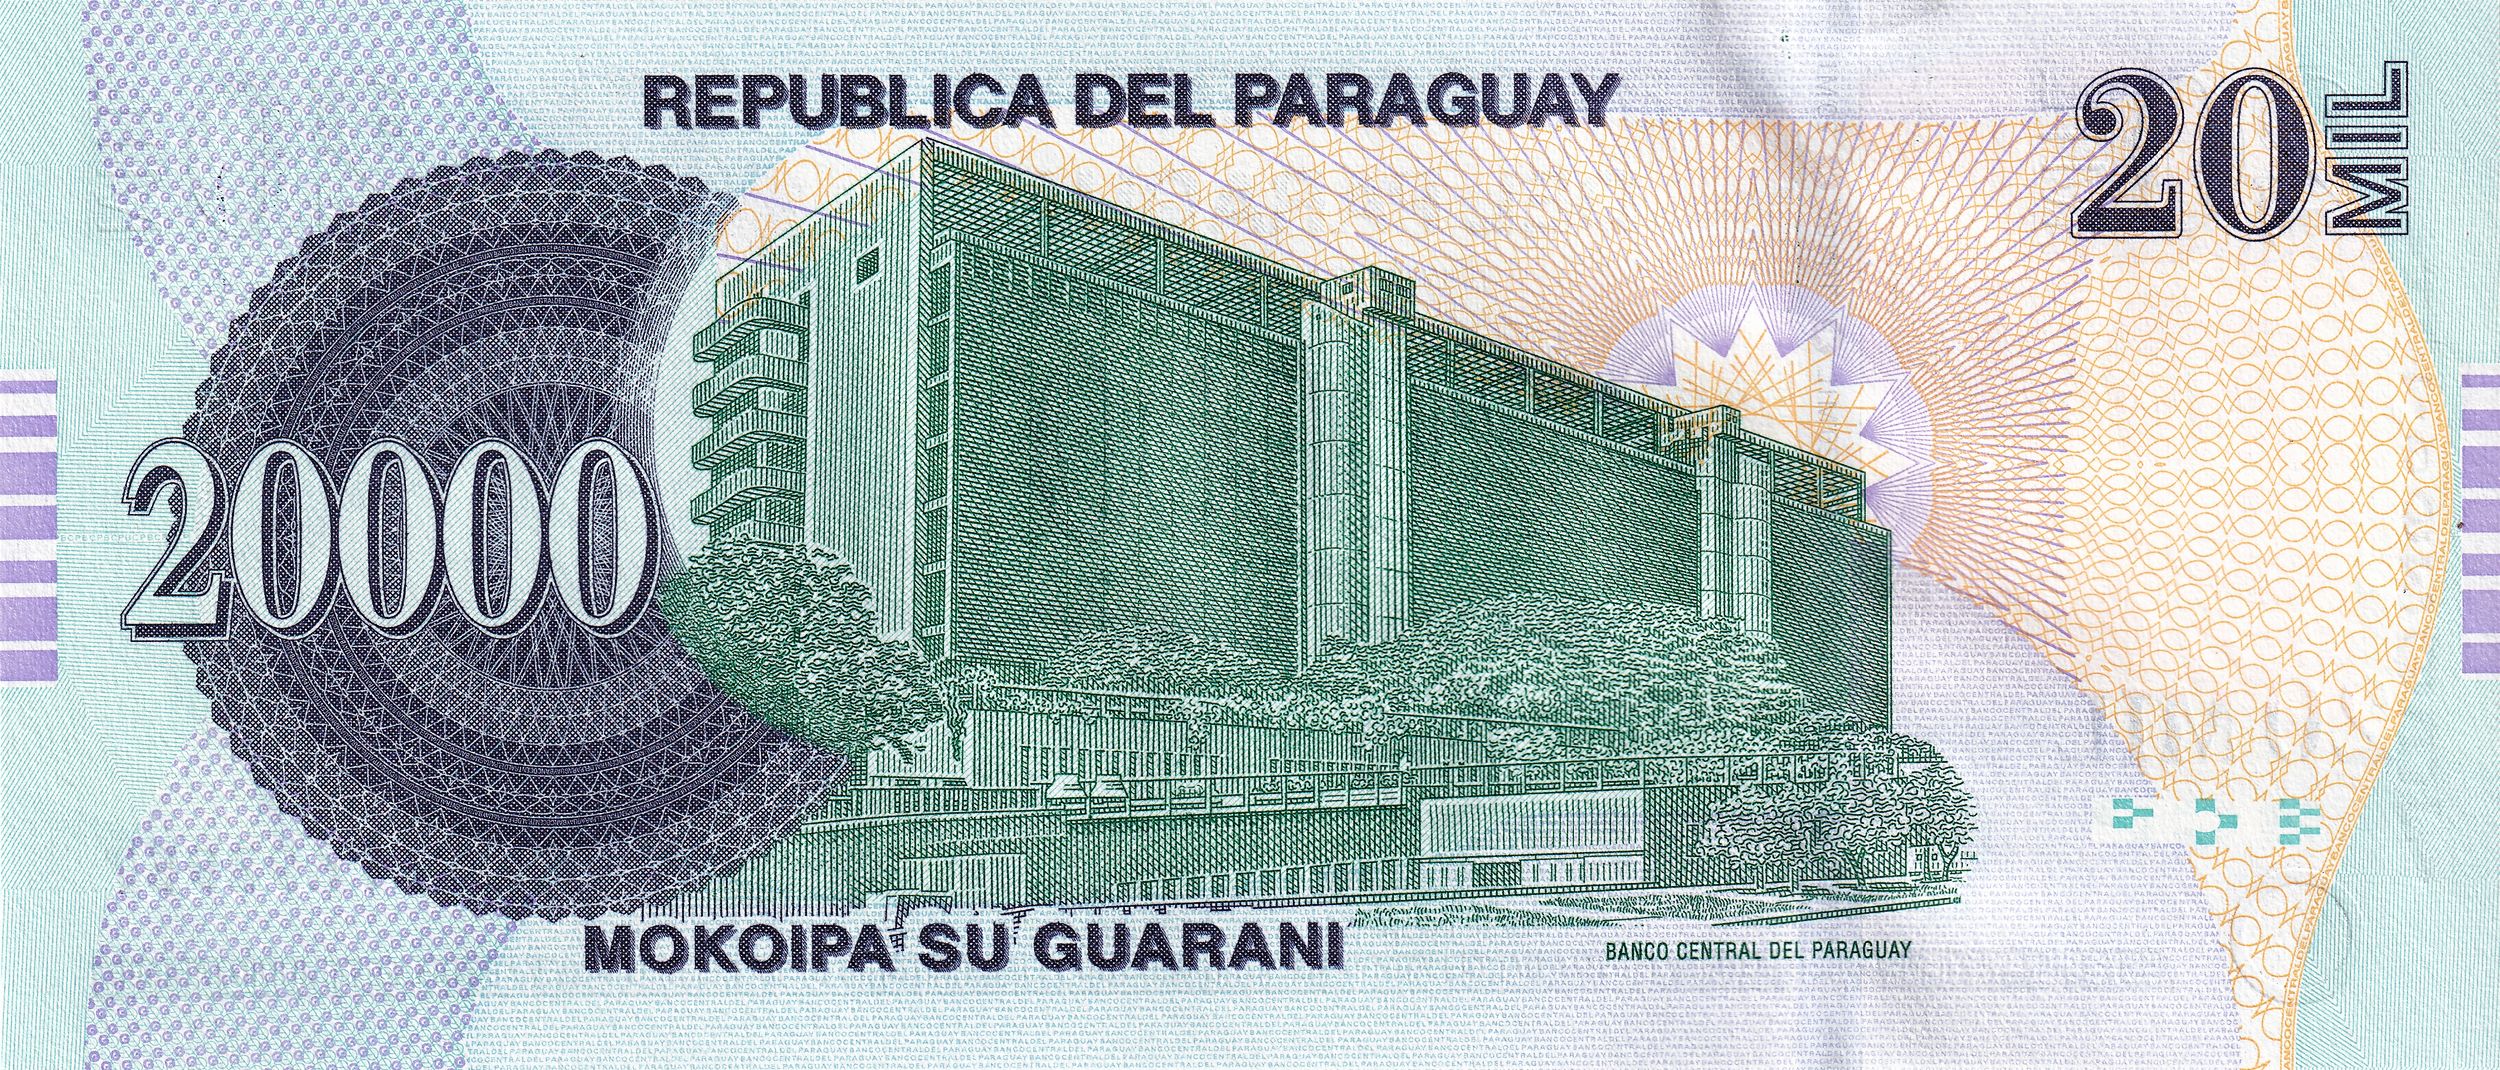 REPUBLICA DEL PARAGUAY
20 MIL
20000
MOKOIPA SU GUARANI
BANCO CENTRAL DEL PARAGUAY